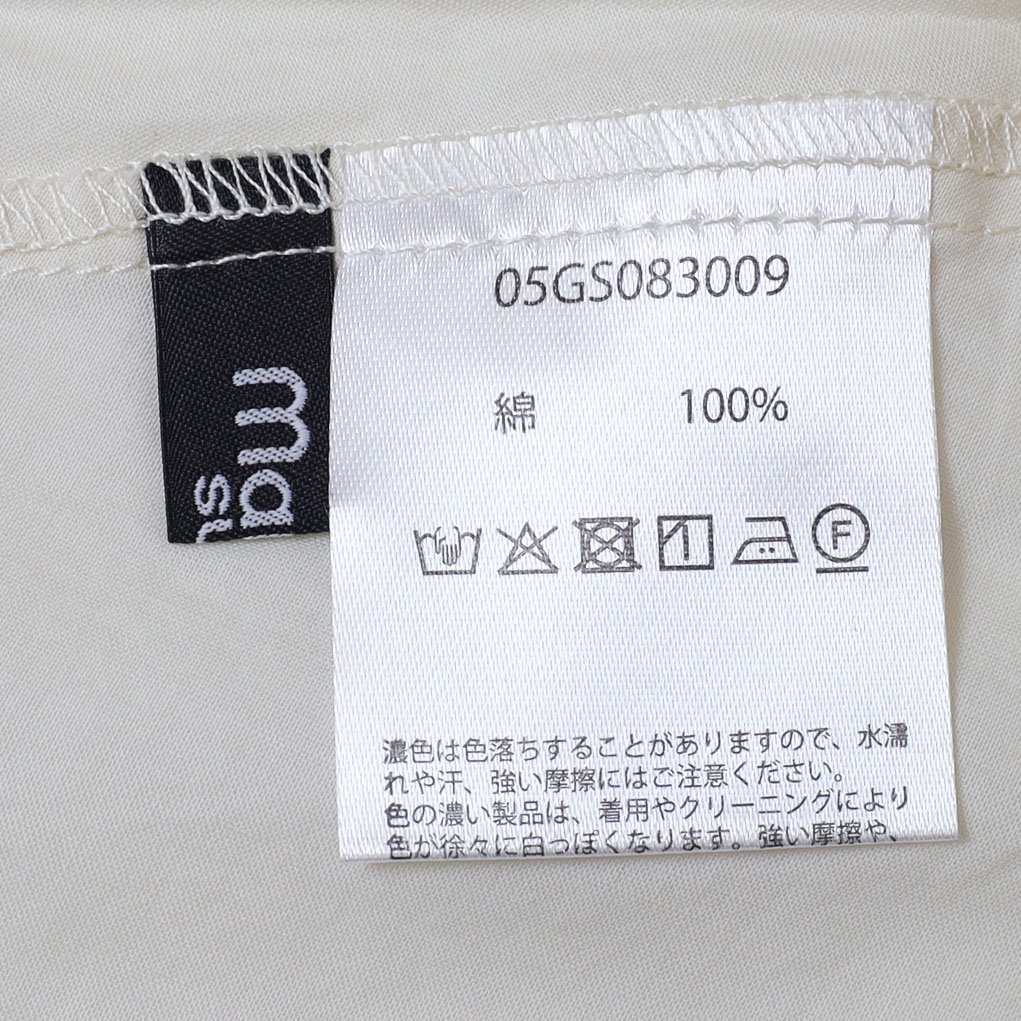 05GS083009
綿 100%
F
濃色は色落ちすることがありますので、水濡
れや汗、強い摩擦にはご注意ください。
色の濃い製品は、着用やクリーニングにより
色が徐々に白っぽくなります。強い摩擦や、
ma
su